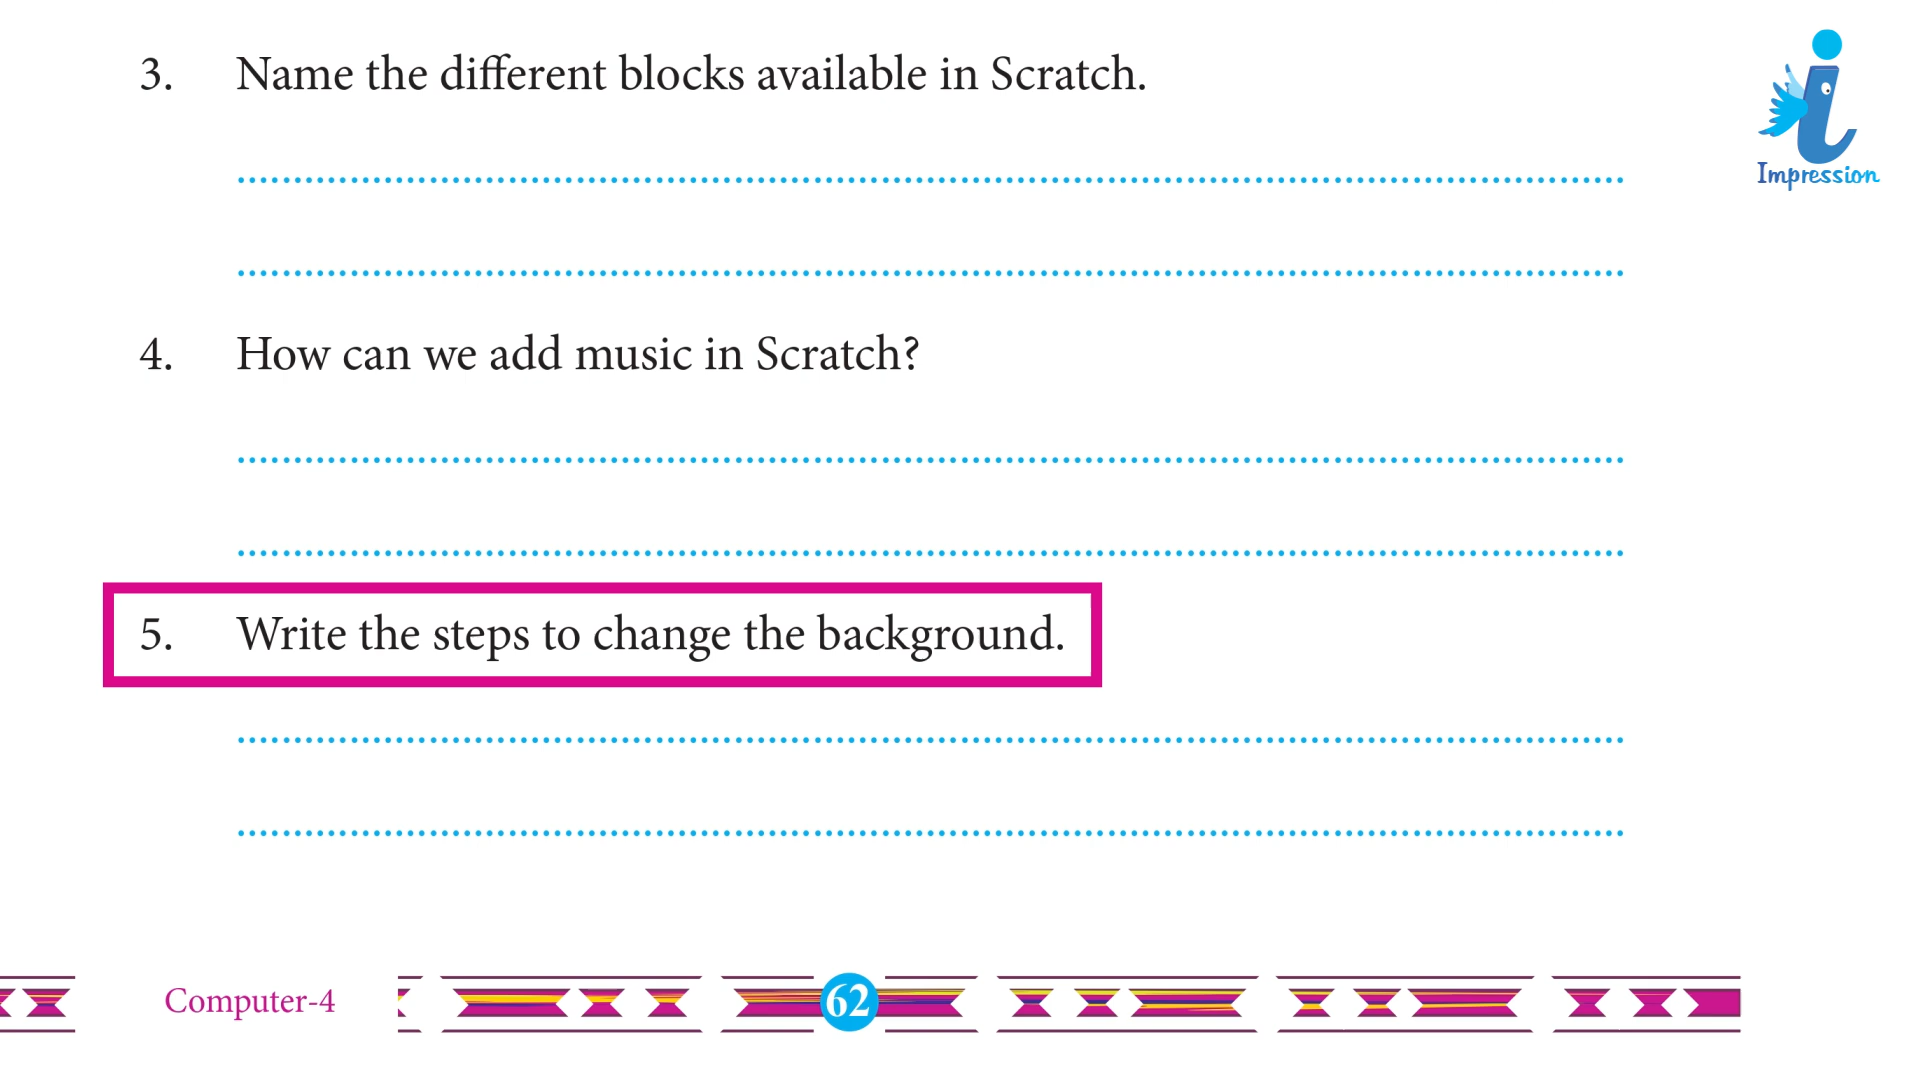 3. Name the different blocks available in Scratch.
Impression
4. How can we add music in Scratch?
5. Write the steps to change the background.
Computer-4
62